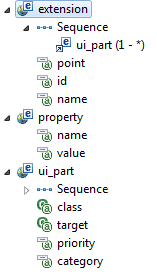 extension
Sequence
ui_part (1 - *)
point
id
name
property
name
value
ui_part
Sequence
class
target
priority
category